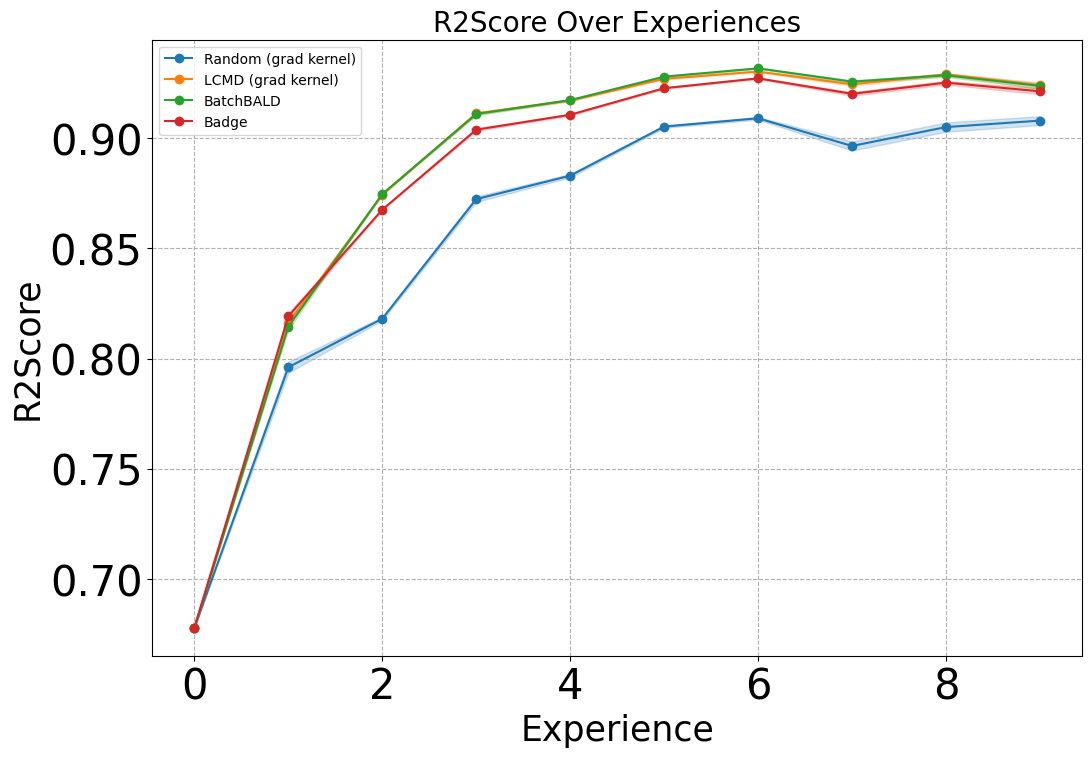 R2Score Over Experiences
Random (grad kernel)
LCMD (grad kernel)
BatchBALD
Badge
0.90
0.85
0.80
0.75
0.70
R2Score
0 2 4 6 8
Experience